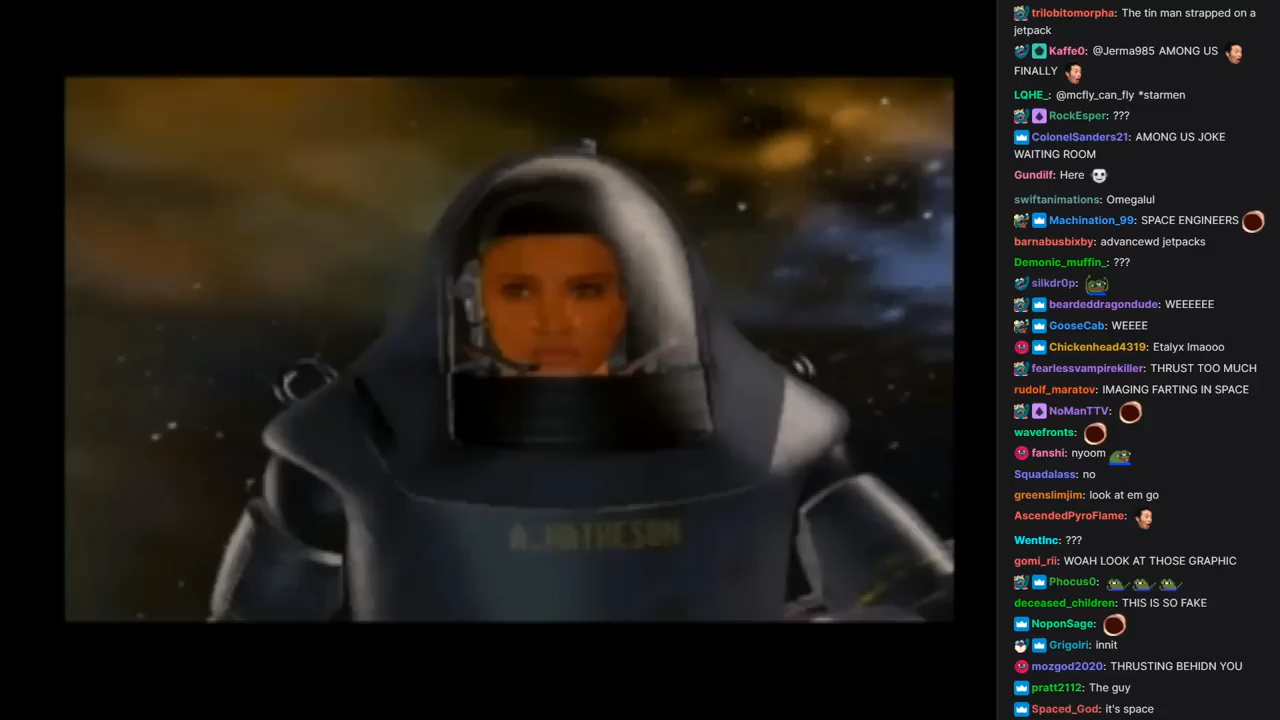 A.MATHESON
trilobitomorpha: The tin man strapped on a
jetpack
Kaffe0: @Jerma985 AMONG US
FINALLY
LQHE_: @mcfly_can_fly *starmen
RockEsper: ???
ColonelSanders21: AMONG US JOKE
WAITING ROOM
Gundilf: Here
swiftanimations: Omegalul
Machination_99: SPACE ENGINEERS
barnabusbixby: advancewd jetpacks
Demonic_muffin_: ???
silkdr0p:
beardeddragondude: WEEEEEE
GooseCab: WEEEE
Chickenhead4319: Etalyx lmaooo
fearlessvampirekiller: THRUST TOO MUCH
rudolf_maratov: IMAGING FARTING IN SPACE
NoManTTV:
wavefronts:
fanshi: nyoom
Squadalass: no
greenslimjim: look at em go
AscendedPyroFlame:
WentInc: ???
gomi_rii: WOAH LOOK AT THOSE GRAPHIC
Phocus0:
deceased_children: THIS IS SO FAKE
NoponSage:
Grigolri: innit
mozgod2020: THRUSTING BEHIDN YOU
pratt2112: The guy
Spaced_God: it's space